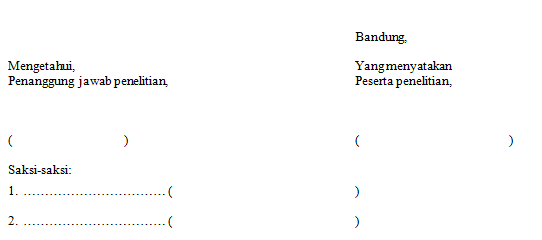 Bandung,
Mengetahui, Yang menyatakan
Penanggung jawab penelitian, Peserta penelitian,
( ) ( )
Saksi-saksi:
1. ……………………………( )
2. ……………………………( )